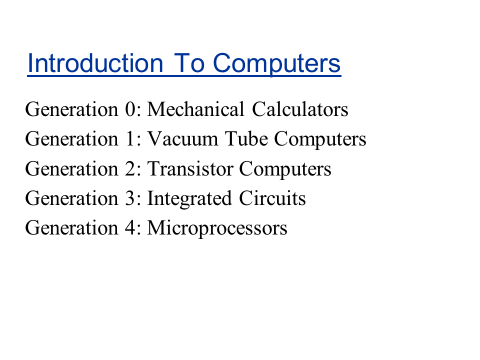 Introduction To Computers
Generation 0: Mechanical Calculators
Generation 1: Vacuum Tube Computers
Generation 2: Transistor Computers
Generation 3: Integrated Circuits
Generation 4: Microprocessors